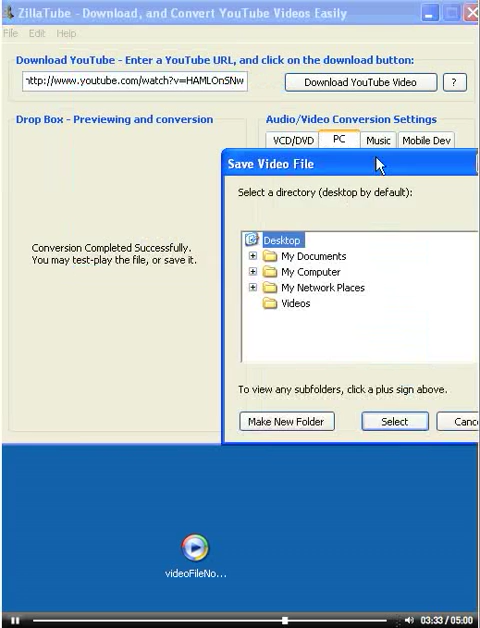 ZillaTube - Download, and Convert YouTube Videos Easily
File Edit Help
Download YouTube - Enter a YouTube URL, and click on the download button:
http://www.youtube.com/watch?v=HAMLOnSNw
Download YouTube Video ?
Drop Box - Previewing and conversion
Audio/Video Conversion Settings
VCD/DVD PC Music Mobile Dev
Save Video File
Select a directory (desktop by default):
Desktop
My Documents
My Computer
My Network Places
Videos
Conversion Completed Successfully.
You may test-play the file, or save it.
To view any subfolders, click a plus sign above.
Make New Folder Select Canc
videoFileNo...
03:33 / 05:00